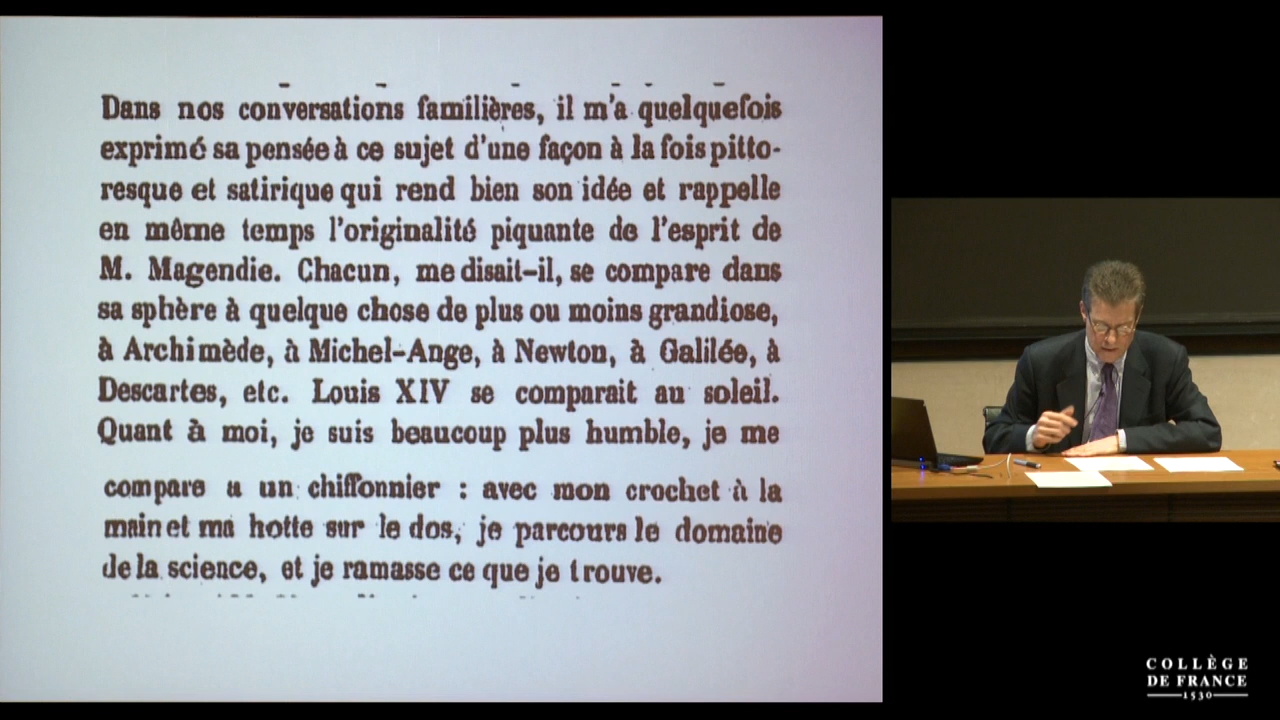 Dans nos conversations familières, il m'a quelquefois
exprimé sa pensée à ce sujet d'une façon à la fois pitto-
resque et satirique qui rend bien son idée et rappelle
en même temps l'originalité piquante de l'esprit de
M. Magendie. Chacun, me disait-il, se compare dans
sa sphère à quelque chose de plus ou moins grandiose,
à Archimède, à Michel-Ange, à Newton, à Galilée, à
Descartes, etc. Louis XIV se comparait au soleil.
Quant à moi, je suis beaucoup plus humble, je me
compare a un chiffonnier : avec mon crochet à la
main et ma hotte sur le dos, je parcours le domaine
de la science, et je ramasse ce que je trouve.
COLLÈGE
DE FRANCE
1530